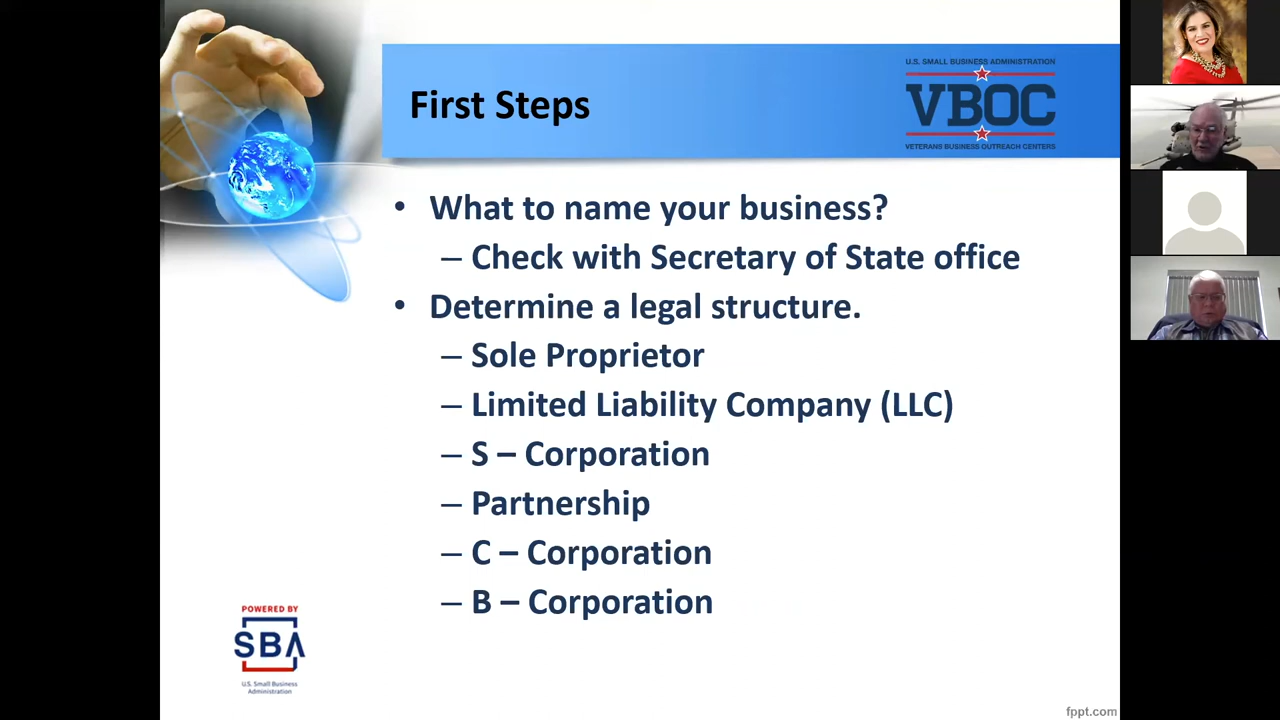 First Steps
U.S. SMALL BUSINESS ADMINISTRATION
VBOC
VETERANS BUSINESS OUTREACH CENTERS
• What to name your business?
– Check with Secretary of State office
• Determine a legal structure.
– Sole Proprietor
– Limited Liability Company (LLC)
– S – Corporation
– Partnership
– C – Corporation
– B – Corporation
POWERED BY
SBA
U.S. Small Business
Administration
fppt.com